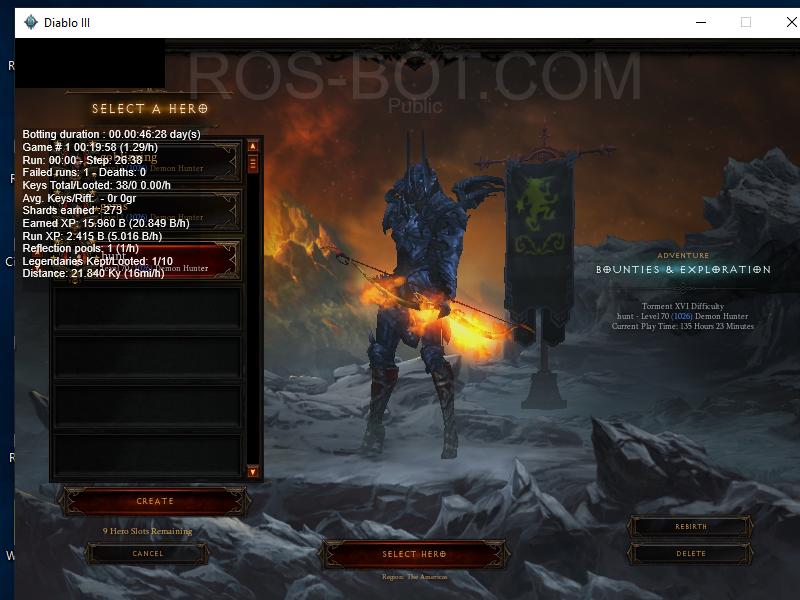 Diablo III
ROS-BOT.COM
Public
SELECT A HERO
Botting duration : 00.00:46:28 day(s)
Game # 1 00:19:58 (1.29/h)
Run: 00:00 - Step: 26:38
Failed runs: 1 - Deaths: 0
Demon Hunter
Keys Total/Looted: 38/0 0.00/h
Avg. Keys/Rift: - 0r 0gr
Shards earned : 273
Demon Hunter
Earned XP: 15.960 B (20.849 B/h)
Run XP: 2.415 B (5.016 B/h)
Reflection pools: 1 (1/h)
Legendaries Kept/Looted: 1/10
Demon Hunter
Distance: 21.840 Ky (16mi/h)
ADVENTURE
BOUNTIES & EXPLORATION
Torment XVI Difficulty
hunt - Level 70 (1026) Demon Hunter
Current Play Time: 135 Hours 23 Minutes
CREATE
9 Hero Slots Remaining
CANCEL
SELECT HERO
Region: The Americas
REBIRTH
DELETE